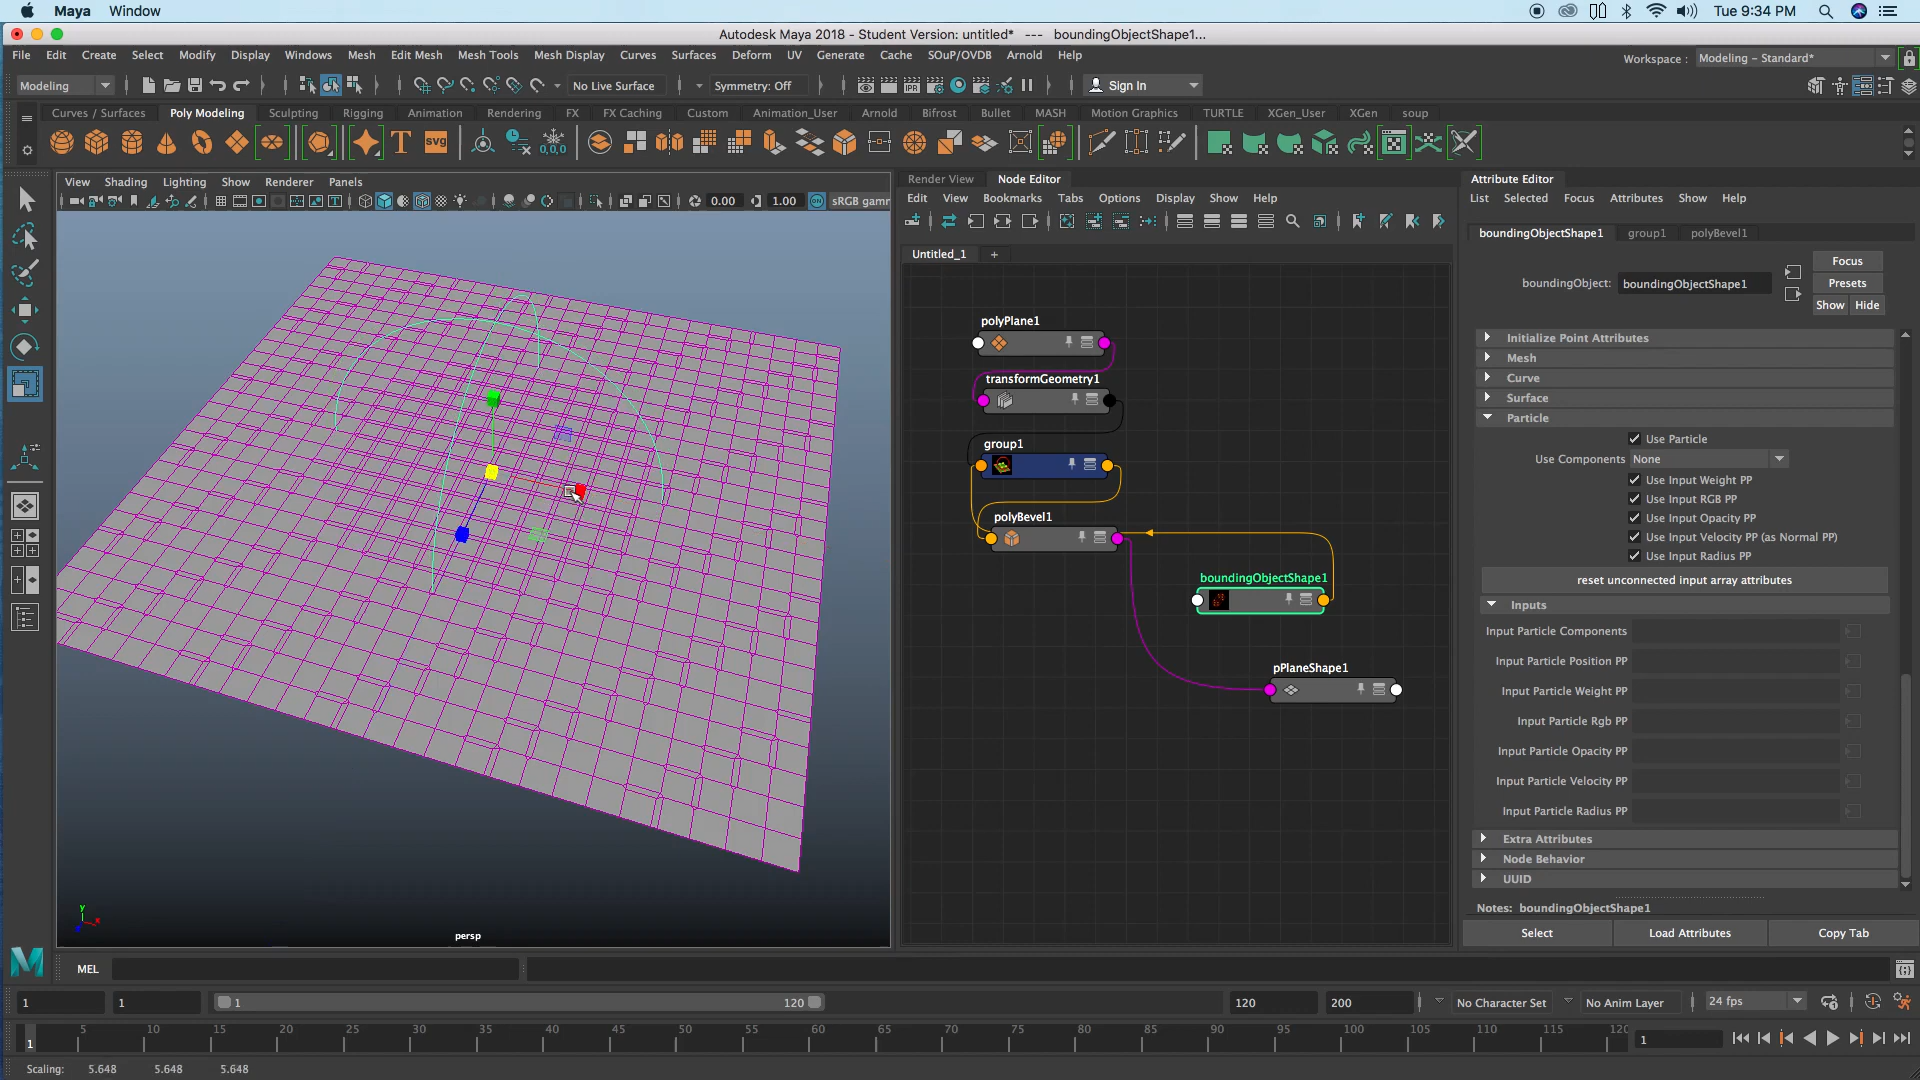 Maya Window
Tue 9:34 PM
Autodesk Maya 2018 - Student Version: untitled* --- boundingObjectShape1...
File Edit Create Select Modify Display Windows Mesh Edit Mesh Mesh Tools Mesh Display Curves Surfaces Deform UV Generate Cache SOuP/OVDB Arnold Help
Workspace : Modeling - Standard*
Modeling
No Live Surface
Symmetry: Off
Sign In
Curves / Surfaces Poly Modeling Sculpting Rigging Animation Rendering FX FX Caching Custom Animation_User Arnold Bifrost Bullet MASH Motion Graphics TURTLE XGen_User XGen soup
T
svg
0,0,0
View Shading Lighting Show Renderer Panels
0.00
1.00
sRGB gamm
Render View Node Editor
Edit View Bookmarks Tabs Options Display Show Help
Untitled_1 +
polyPlane1
transformGeometry1
group1
polyBevel1
boundingObjectShape1
pPlaneShape1
persp
Attribute Editor
List Selected Focus Attributes Show Help
boundingObjectShape1 group1 polyBevel1
boundingObject: boundingObjectShape1
Focus
Presets
Show Hide
Initialize Point Attributes
Mesh
Curve
Surface
Particle
Use Particle
Use Components None
Use Input Weight PP
Use Input RGB PP
Use Input Opacity PP
Use Input Velocity PP (as Normal PP)
Use Input Radius PP
reset unconnected input array attributes
Inputs
Input Particle Components
Input Particle Position PP
Input Particle Weight PP
Input Particle Rgb PP
Input Particle Opacity PP
Input Particle Velocity PP
Input Particle Radius PP
Extra Attributes
Node Behavior
UUID
Notes: boundingObjectShape1
Select Load Attributes Copy Tab
MEL
1 1 1 120 120 200 No Character Set No Anim Layer 24 fps
5 10 15 20 25 30 35 40 45 50 55 60 65 70 75 80 85 90 95 100 105 110 115 120
1
1
Scaling: 5.648 5.648 5.648